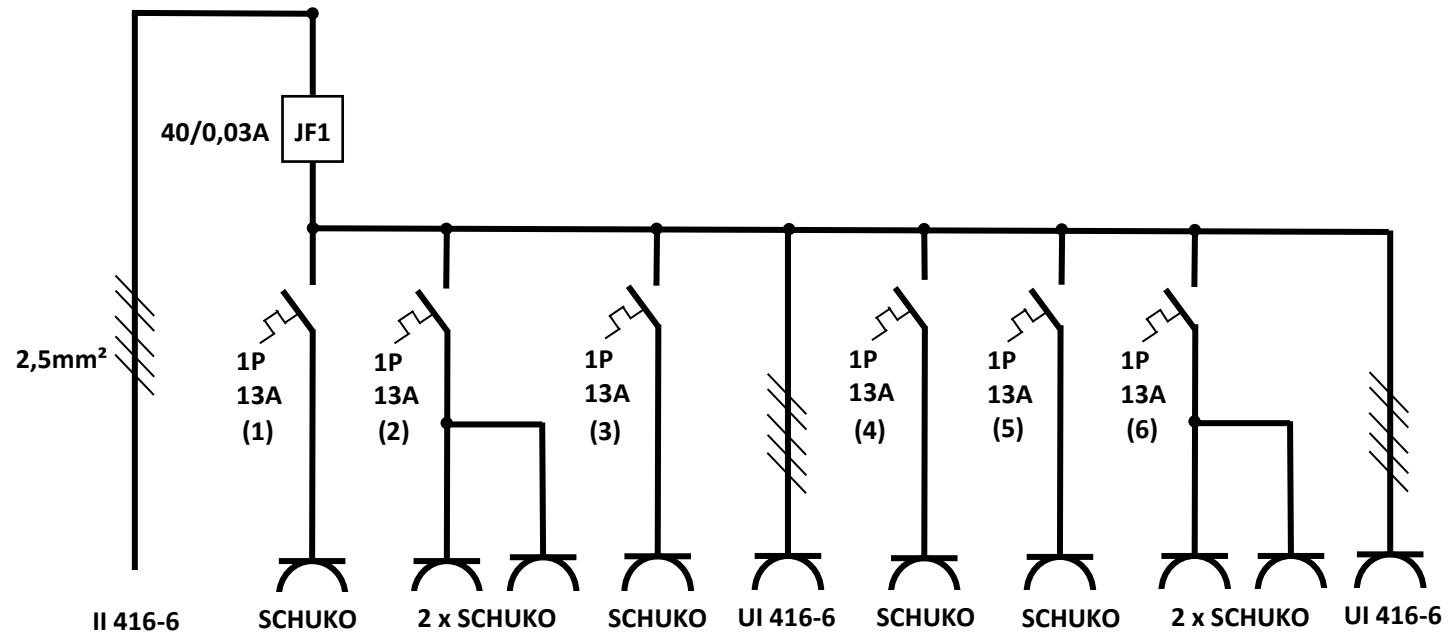 40/0,03A
JF1
2,5mm²
1P
13A
(1)
1P
13A
(2)
1P
13A
(3)
1P
13A
(4)
1P
13A
(5)
1P
13A
(6)
II 416-6
SCHUKO
2 x SCHUKO
SCHUKO
UI 416-6
SCHUKO
SCHUKO
2 x SCHUKO
UI 416-6